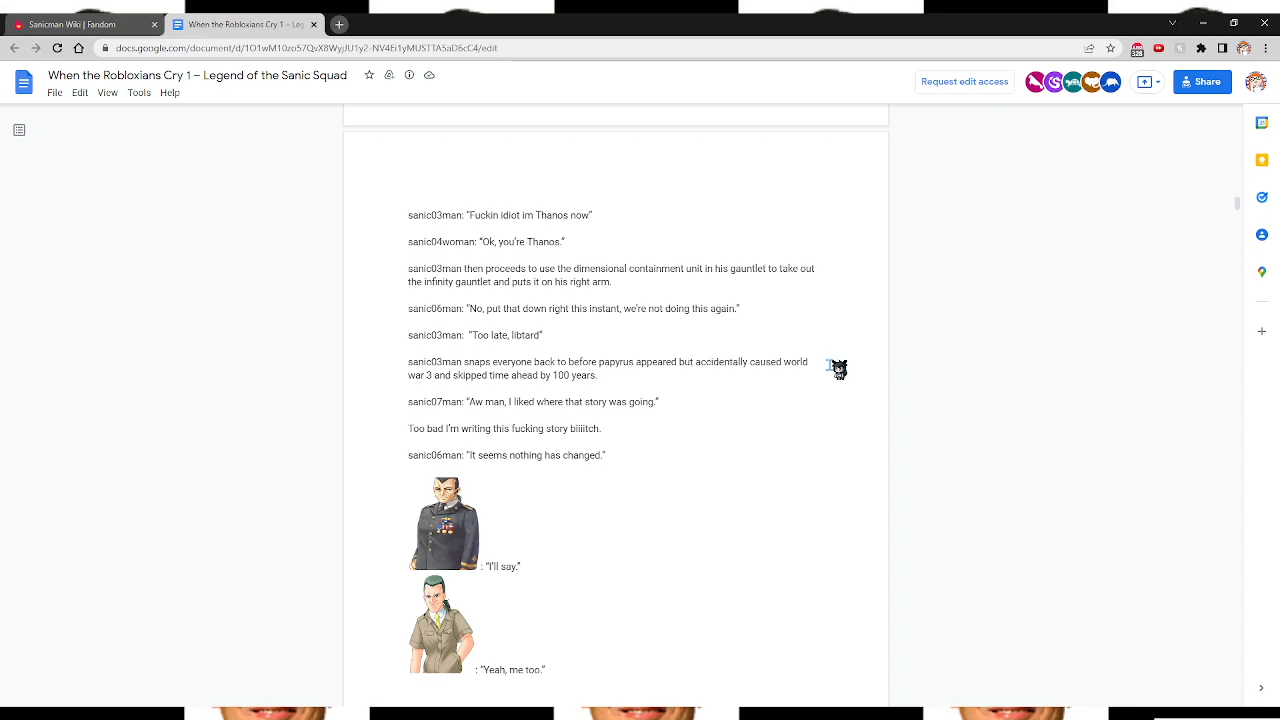 Sanicman Wiki | Fandom
When the Robloxians Cry 1 – Leg
docs.google.com/document/d/1O1wM10zo57QvX8WyjJU1y2-NV4Ei1yMUSTTA5aD6cC4/edit
When the Robloxians Cry 1 – Legend of the Sanic Squad
File Edit View Tools Help
Request edit access
Share
sanic03man: “Fuckin idiot im Thanos now”
sanic04woman: “Ok, you’re Thanos.”
sanic03man then proceeds to use the dimensional containment unit in his gauntlet to take out
the infinity gauntlet and puts it on his right arm.
sanic06man: “No, put that down right this instant, we’re not doing this again.”
sanic03man: “Too late, libtard”
sanic03man snaps everyone back to before papyrus appeared but accidentally caused world
war 3 and skipped time ahead by 100 years.
sanic07man: “Aw man, I liked where that story was going.”
Too bad I’m writing this fucking story biiiitch.
sanic06man: “It seems nothing has changed.”
: “I’ll say.”
: “Yeah, me too.”